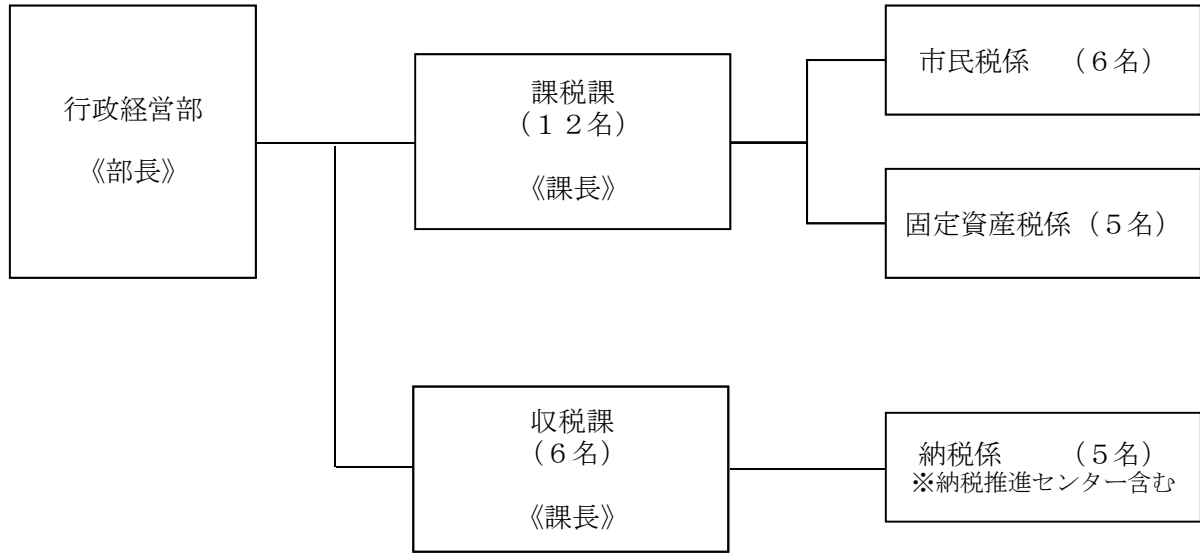 行政経営部
《部長》
課税課
（１２名）
《課長》
市民税係　（６名）
固定資産税係（５名）
収税課
（６名）
《課長》
納税係　　（５名）
※納税推進センター含む